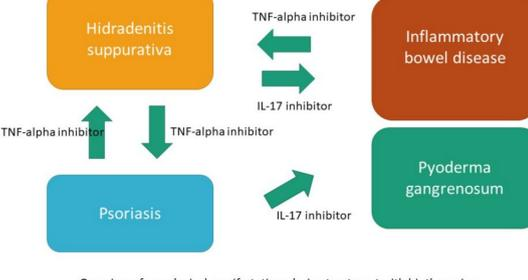 TNF-alpha inhibitor
Hidradenitis
suppurativa
Inflammatory
bowel disease
IL-17 inhibitor
TNF-alpha inhibitor
TNF-alpha inhibitor
Pyoderma
gangrenosum
Psoriasis
IL-17 inhibitor